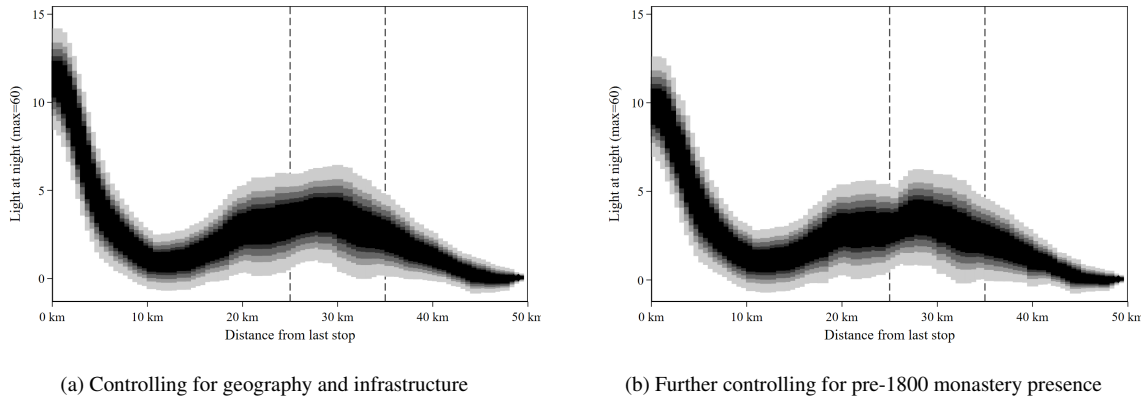 15
10
5
0
Light at night (max=60)
0 km
10 km
20 km
30 km
40 km
50 km
Distance from last stop
(a) Controlling for geography and infrastructure
15
10
5
0
Light at night (max=60)
0 km
10 km
20 km
30 km
40 km
50 km
Distance from last stop
(b) Further controlling for pre-1800 monastery presence